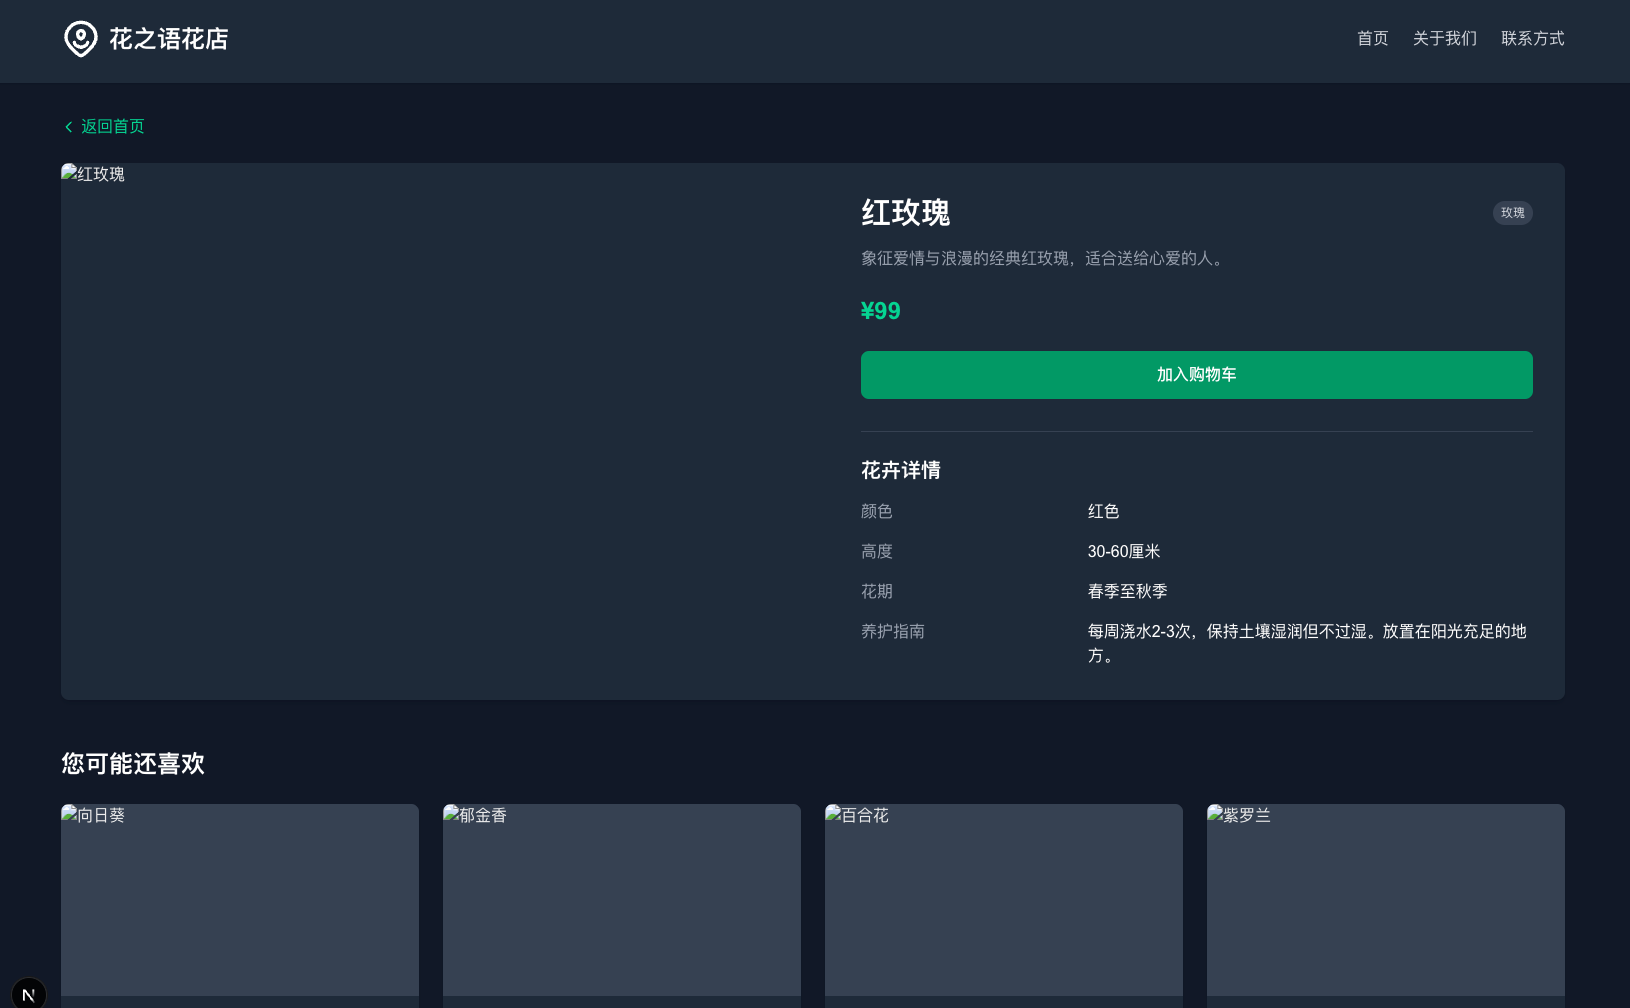 花之语花店
首页 关于我们 联系方式
返回首页
红玫瑰
红玫瑰
玫瑰
象征爱情与浪漫的经典红玫瑰，适合送给心爱的人。
¥99
加入购物车
花卉详情
颜色 红色
高度 30-60厘米
花期 春季至秋季
养护指南 每周浇水2-3次，保持土壤湿润但不过湿。放置在阳光充足的地
方。
您可能还喜欢
向日葵 郁金香 百合花 紫罗兰
N